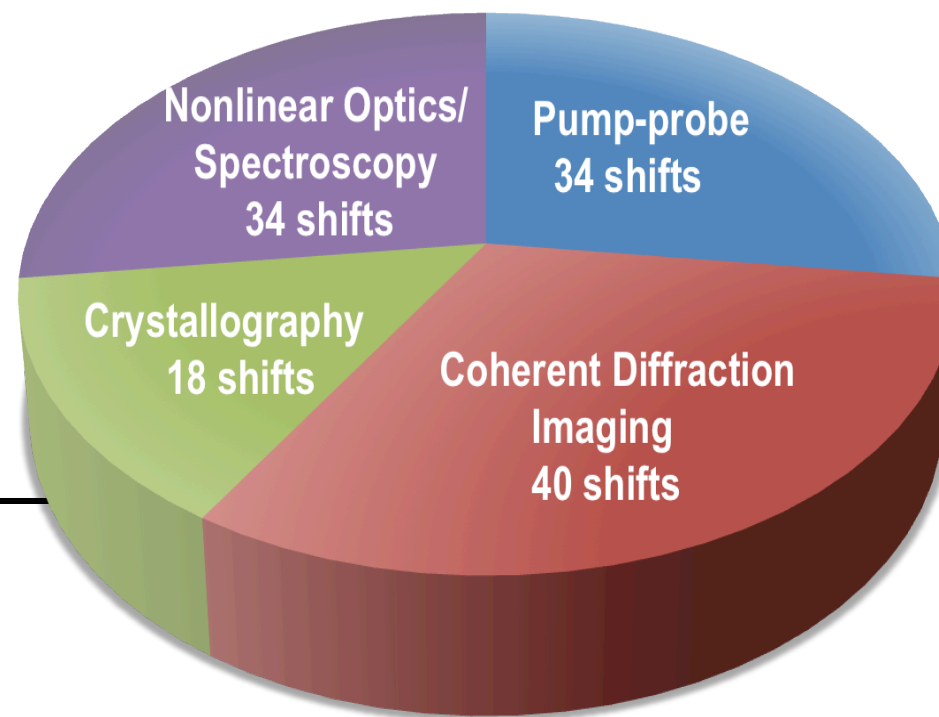 Nonlinear Optics/
Spectroscopy
34 shifts
Pump-probe
34 shifts
Crystallography
18 shifts
Coherent Diffraction
Imaging
40 shifts